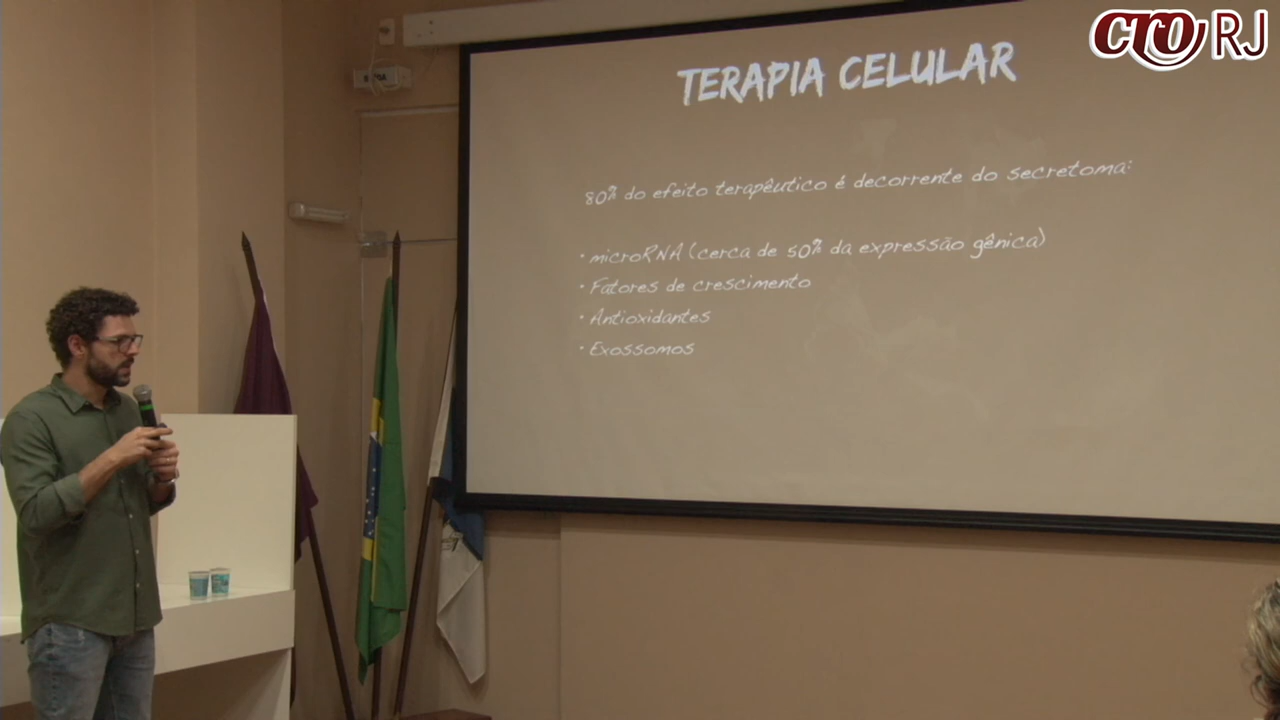 CTO RJ
TERAPIA CELULAR
80% do efeito terapêutico é decorrente do secretoma:
• microRNA (cerca de 50% da expressão gênica)
• Fatores de crescimento
• Antioxidantes
• Exossomos